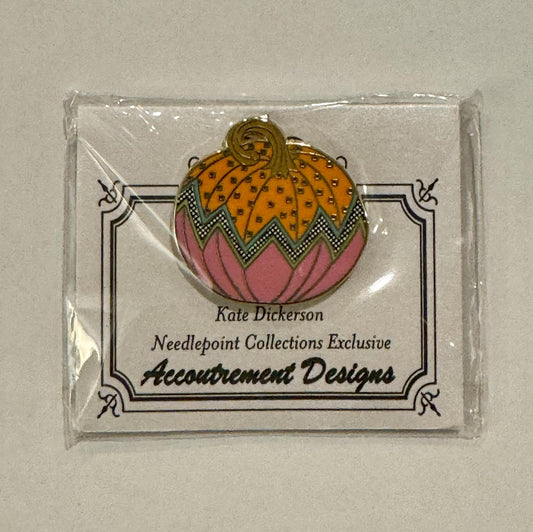 Kate Dickerson
Needlepoint Collections Exclusive
Accoutrement Designs